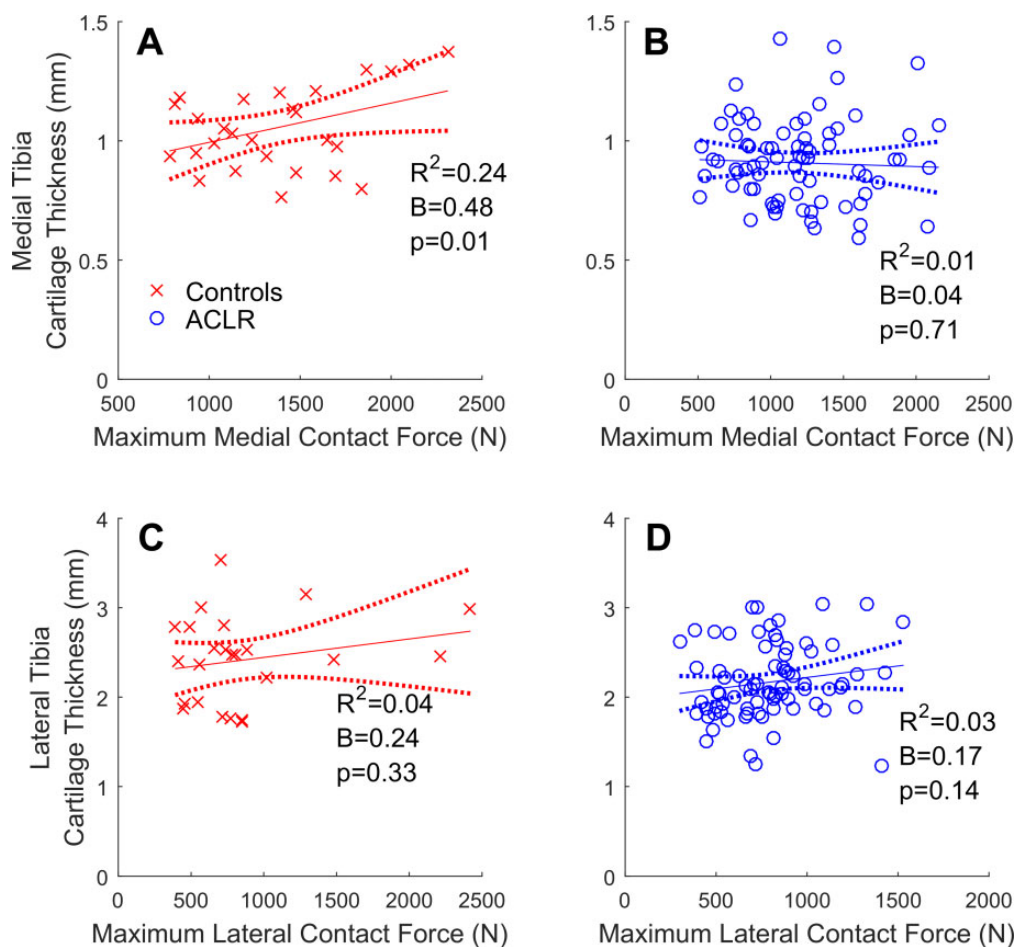 A
Medial Tibia
Cartilage Thickness (mm)
1.5
1
0.5
0
R²=0.24
B=0.48
p=0.01
Controls
ACLR
500 1000 1500 2000 2500
Maximum Medial Contact Force (N)
B
1.5
1
0.5
0
R²=0.01
B=0.04
p=0.71
0 500 1000 1500 2000 2500
Maximum Medial Contact Force (N)
C
Lateral Tibia
Cartilage Thickness (mm)
4
3
2
1
0
R²=0.04
B=0.24
p=0.33
0 500 1000 1500 2000 2500
Maximum Lateral Contact Force (N)
D
4
3
2
1
0
R²=0.03
B=0.17
p=0.14
0 500 1000 1500 2000
Maximum Lateral Contact Force (N)